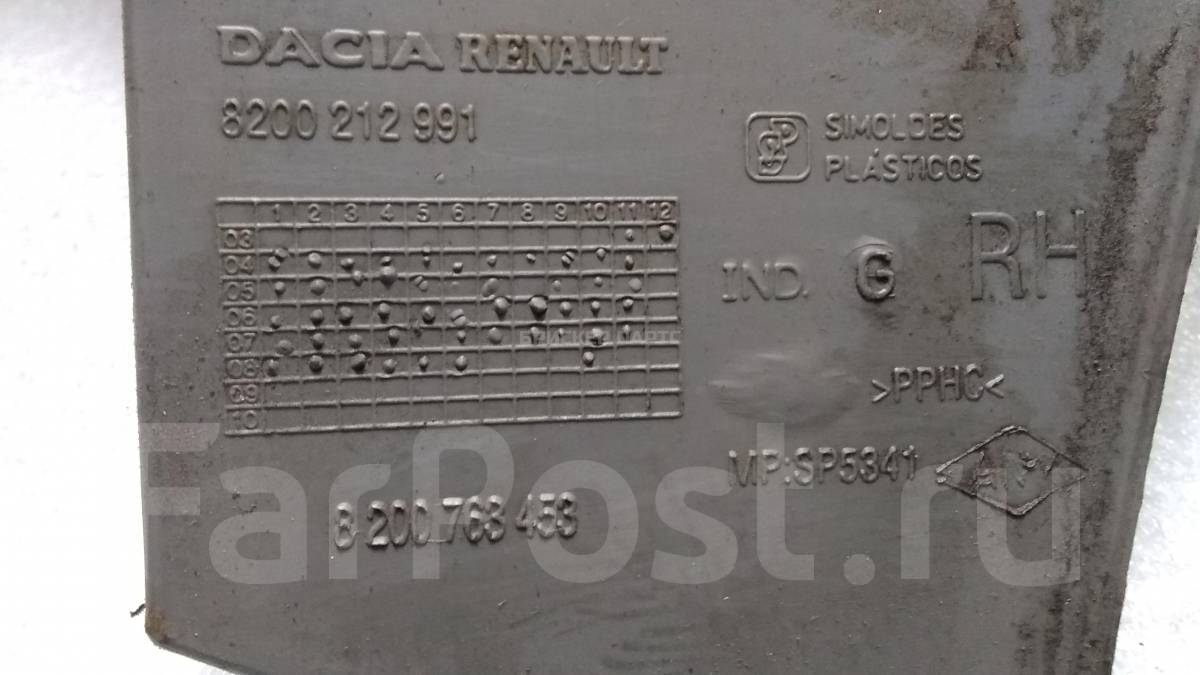 DACIA RENAULT
8200 212 991
SIMOLDES
PLÁSTICOS
1 2 3 4 5 6 7 8 9 10 11 12
03
04
05
06
07
08
09
10
IND. G RH
>PPHC<
MP:SP5341
8 200 763 453
FarPost.ru